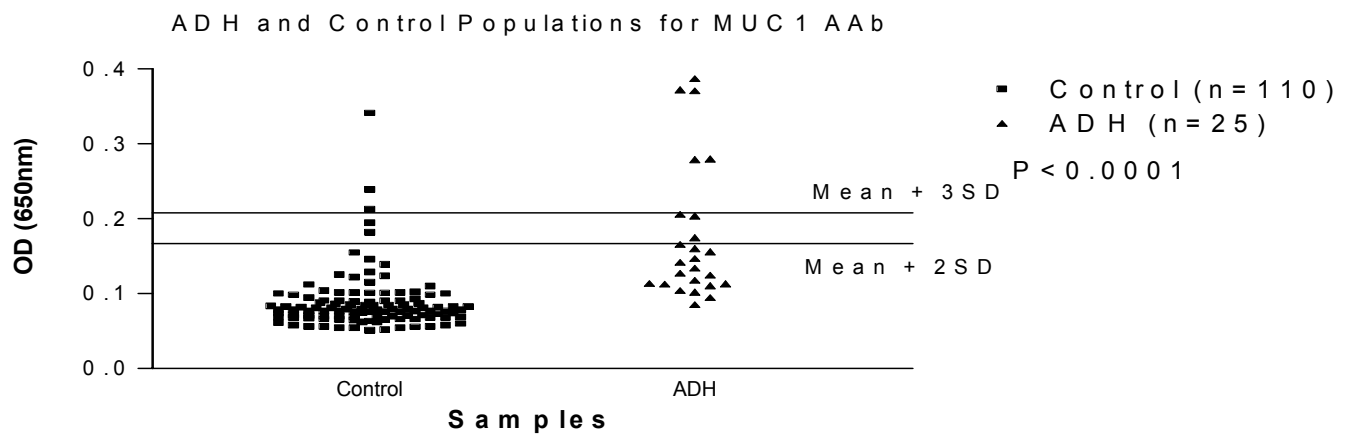 ADH and Control Populations for MUC1 AAb
0.4
0.3
0.2
0.1
0.0
OD (650nm)
Control (n=110)
ADH (n=25)
P<0.0001
Mean + 3SD
Mean + 2SD
Control ADH
Samples